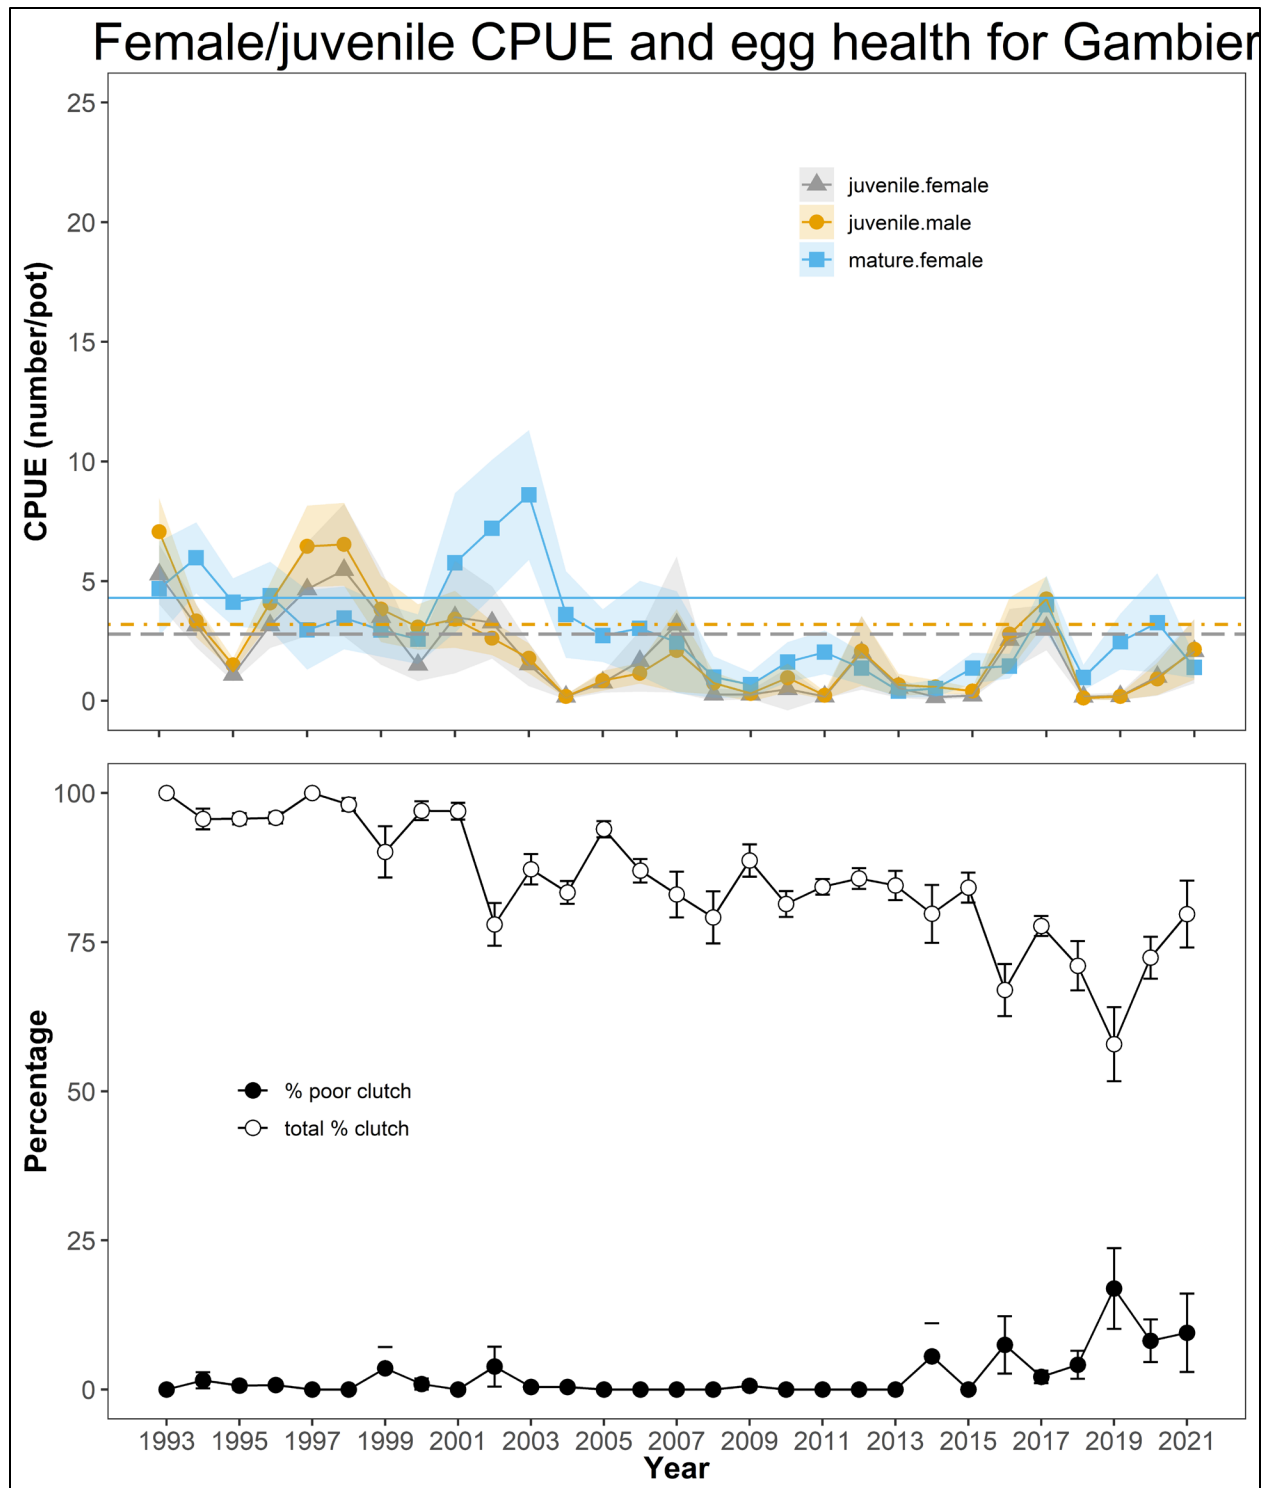 Female/juvenile CPUE and egg health for Gambier
25
20
15
10
5
0
CPUE (number/pot)
juvenile.female
juvenile.male
mature.female
100
75
50
25
0
Percentage
% poor clutch
total % clutch
1993 1995 1997 1999 2001 2003 2005 2007 2009 2011 2013 2015 2017 2019 2021
Year